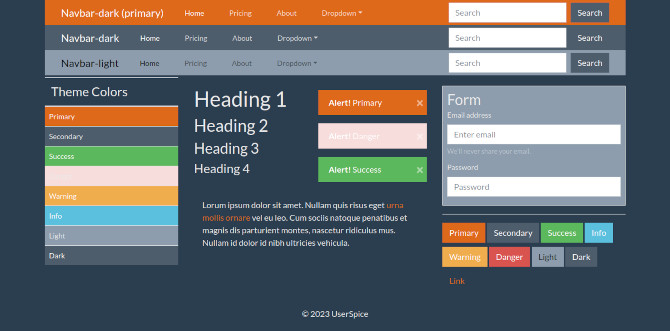 Navbar-dark (primary) Home Pricing About Dropdown Search Search
Navbar-dark Home Pricing About Dropdown Search Search
Navbar-light Home Pricing About Dropdown Search Search
Theme Colors
Primary
Secondary
Success
Warning
Info
Light
Dark
Heading 1
Heading 2
Heading 3
Heading 4
Alert! Primary ×
Alert! Danger ×
Alert! Success ×
Lorum ipsum dolor sit amet. Nullam quis risus eget urna
mollis ornare vel eu leo. Cum sociis natoque penatibus et
magnis dis parturient montes, nascetur ridiculus mus.
Nullam id dolor id nibh ultricies vehicula.
Form
Email address
Enter email
We'll never share your email
Password
Password
Primary Secondary Success Info
Warning Danger Light Dark
Link
© 2023 UserSpice